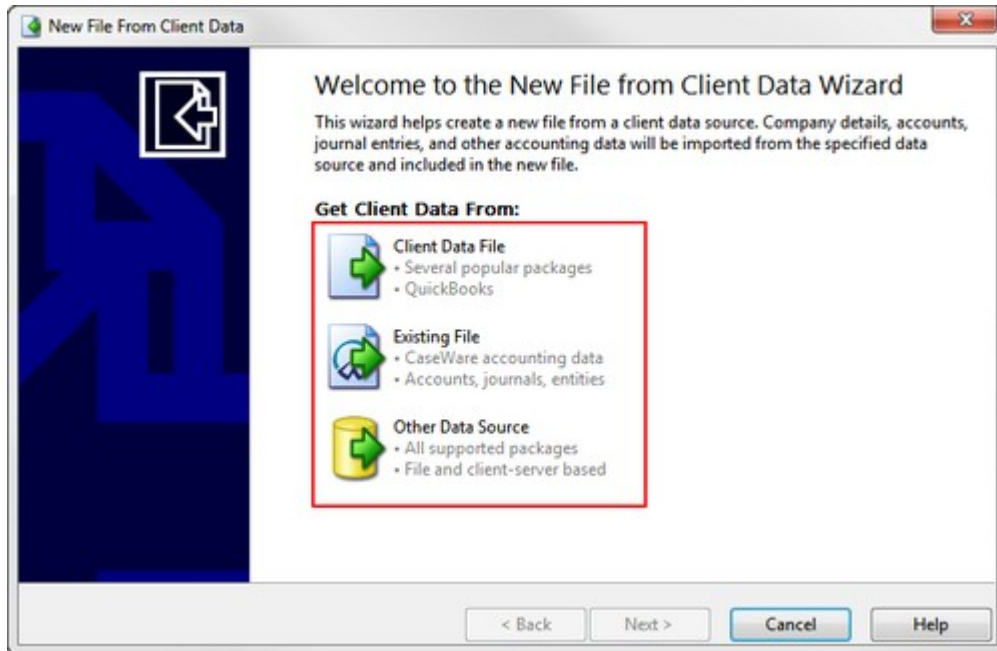 New File From Client Data
Welcome to the New File from Client Data Wizard
This wizard helps create a new file from a client data source. Company details, accounts,
journal entries, and other accounting data will be imported from the specified data
source and included in the new file.
Get Client Data From:
Client Data File
• Several popular packages
• QuickBooks
Existing File
• CaseWare accounting data
• Accounts, journals, entities
Other Data Source
• All supported packages
• File and client-server based
< Back Next > Cancel Help